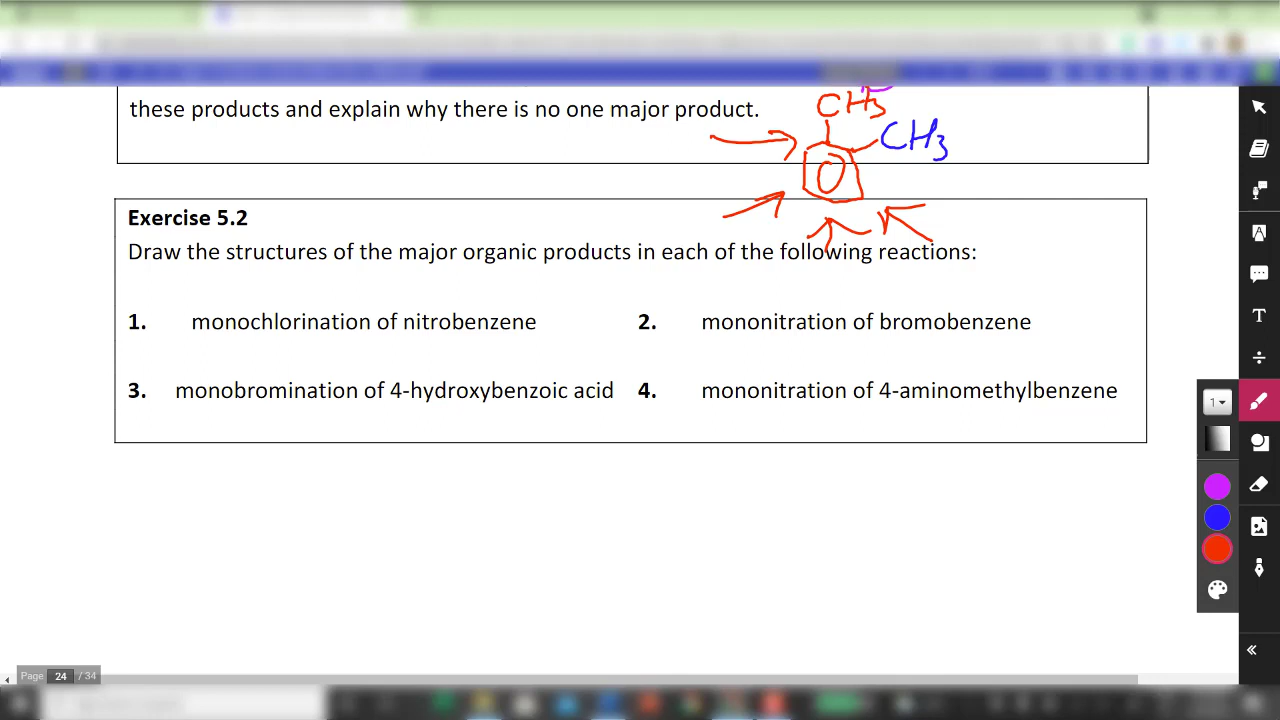 these products and explain why there is no one major product.
CH3
CH3
Exercise 5.2
Draw the structures of the major organic products in each of the following reactions:
1. monochlorination of nitrobenzene 2. mononitration of bromobenzene
3. monobromination of 4-hydroxybenzoic acid 4. mononitration of 4-aminomethylbenzene
1
T
Page 24 / 34